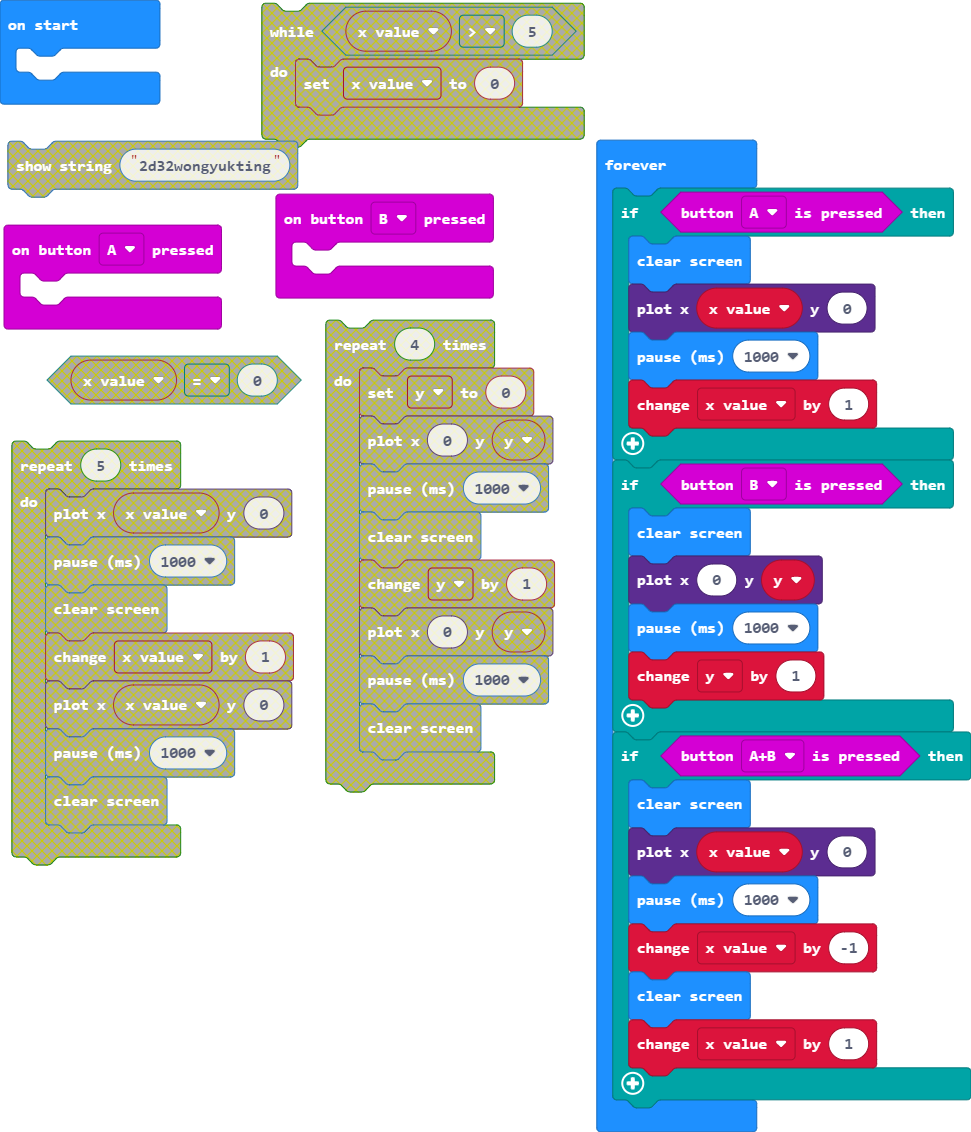 on start
while x value > 5
do
set x value to 0
show string "2d32wongyukting"
on button A pressed
on button B pressed
x value = 0
repeat 5 times
do
plot x x value y 0
pause (ms) 1000
clear screen
change x value by 1
plot x x value y 0
pause (ms) 1000
clear screen
repeat 4 times
do
set y to 0
plot x 0 y y
pause (ms) 1000
clear screen
change y by 1
plot x 0 y y
pause (ms) 1000
clear screen
forever
if button A is pressed then
clear screen
plot x x value y 0
pause (ms) 1000
change x value by 1
if button B is pressed then
clear screen
plot x 0 y y
pause (ms) 1000
change y by 1
if button A+B is pressed then
clear screen
plot x x value y 0
pause (ms) 1000
change x value by -1
clear screen
change x value by 1